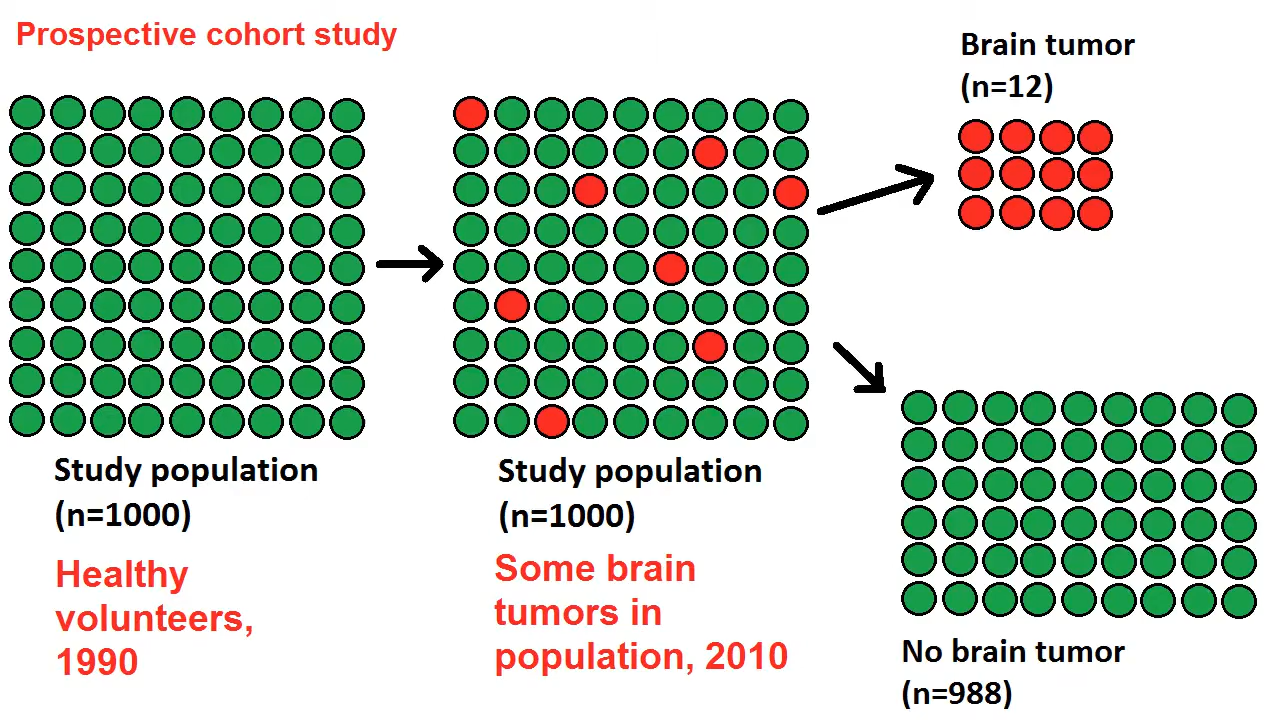 Prospective cohort study
Brain tumor
(n=12)
Study population
(n=1000)
Healthy
volunteers,
1990
Study population
(n=1000)
Some brain
tumors in
population, 2010
No brain tumor
(n=988)